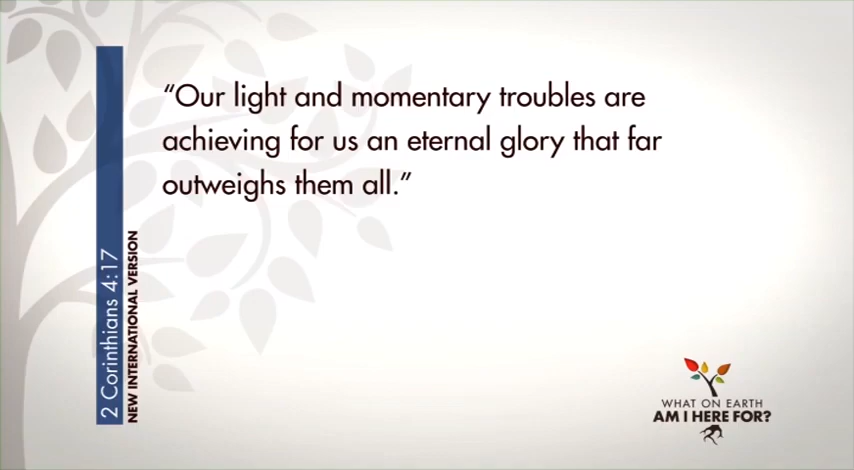 “Our light and momentary troubles are
achieving for us an eternal glory that far
outweighs them all.”
2 Corinthians 4:17
NEW INTERNATIONAL VERSION
WHAT ON EARTH
AM I HERE FOR?